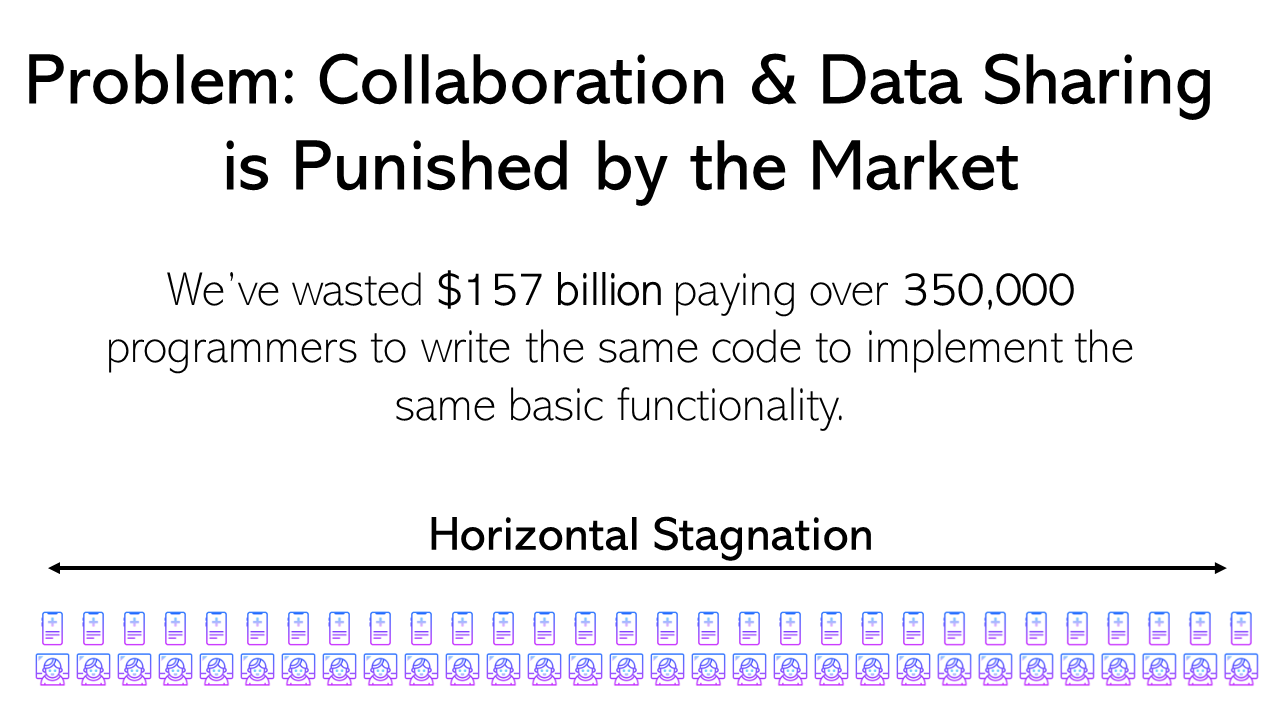 Problem: Collaboration & Data Sharing
is Punished by the Market
We've wasted $157 billion paying over 350,000
programmers to write the same code to implement the
same basic functionality.
Horizontal Stagnation